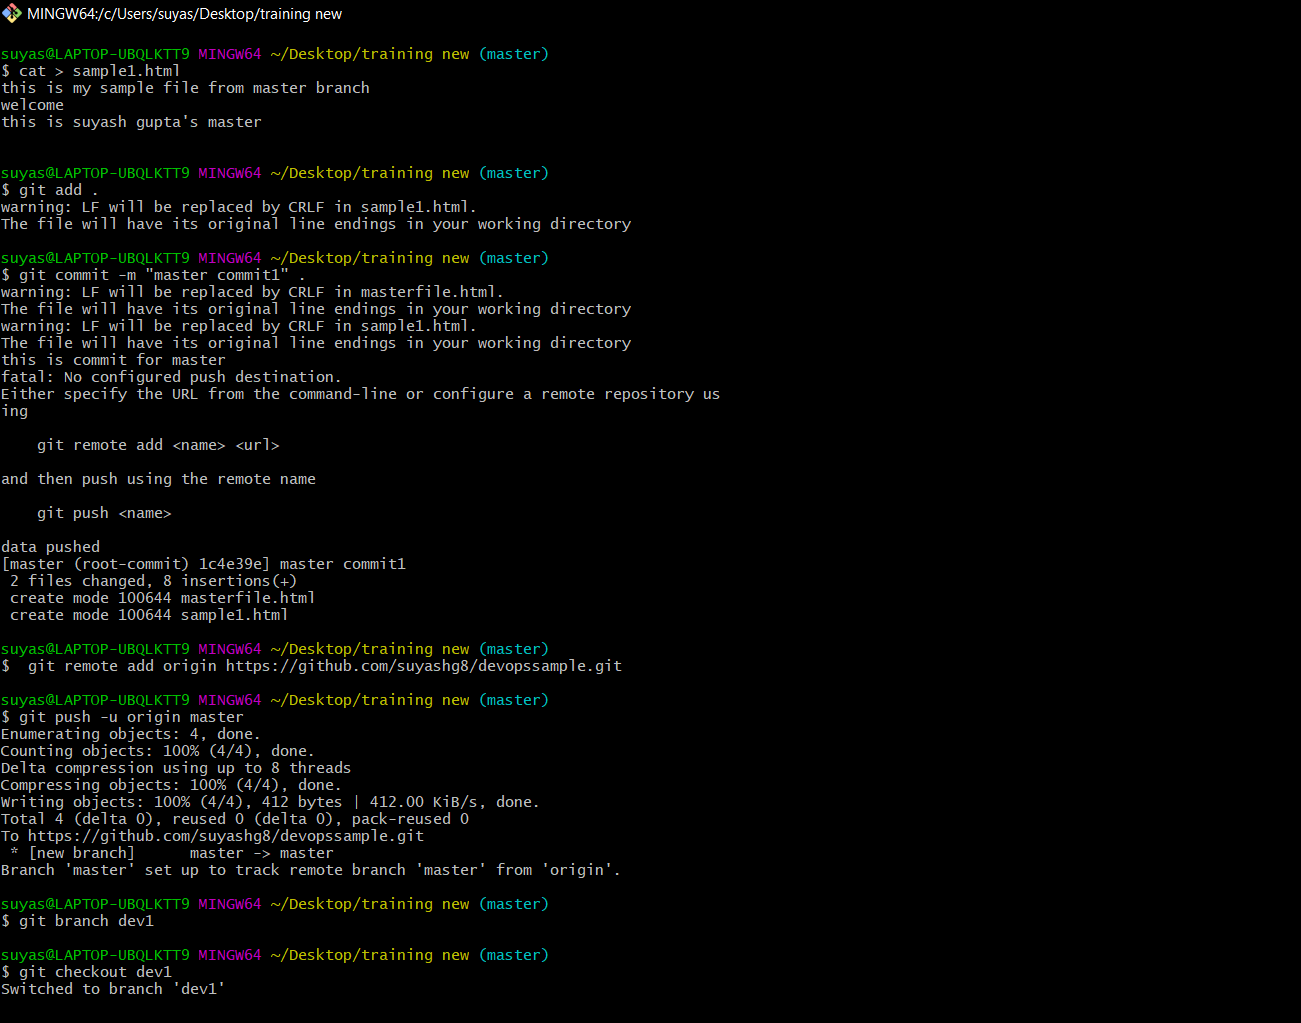 MINGW64:/c/Users/suyas/Desktop/training new
suyas@LAPTOP-UBQLKTT9 MINGW64 ~/Desktop/training new (master)
$ cat > sample1.html
this is my sample file from master branch
welcome
this is suyash gupta's master
suyas@LAPTOP-UBQLKTT9 MINGW64 ~/Desktop/training new (master)
$ git add .
warning: LF will be replaced by CRLF in sample1.html.
The file will have its original line endings in your working directory
suyas@LAPTOP-UBQLKTT9 MINGW64 ~/Desktop/training new (master)
$ git commit -m "master commit1" .
warning: LF will be replaced by CRLF in masterfile.html.
The file will have its original line endings in your working directory
warning: LF will be replaced by CRLF in sample1.html.
The file will have its original line endings in your working directory
this is commit for master
fatal: No configured push destination.
Either specify the URL from the command-line or configure a remote repository us
ing
    git remote add <name> <url>
and then push using the remote name
    git push <name>
data pushed
[master (root-commit) 1c4e39e] master commit1
 2 files changed, 8 insertions(+)
 create mode 100644 masterfile.html
 create mode 100644 sample1.html
suyas@LAPTOP-UBQLKTT9 MINGW64 ~/Desktop/training new (master)
$  git remote add origin https://github.com/suyashg8/devopssample.git
suyas@LAPTOP-UBQLKTT9 MINGW64 ~/Desktop/training new (master)
$ git push -u origin master
Enumerating objects: 4, done.
Counting objects: 100% (4/4), done.
Delta compression using up to 8 threads
Compressing objects: 100% (4/4), done.
Writing objects: 100% (4/4), 412 bytes | 412.00 KiB/s, done.
Total 4 (delta 0), reused 0 (delta 0), pack-reused 0
To https://github.com/suyashg8/devopssample.git
 * [new branch]      master -> master
Branch 'master' set up to track remote branch 'master' from 'origin'.
suyas@LAPTOP-UBQLKTT9 MINGW64 ~/Desktop/training new (master)
$ git branch dev1
suyas@LAPTOP-UBQLKTT9 MINGW64 ~/Desktop/training new (master)
$ git checkout dev1
Switched to branch 'dev1'